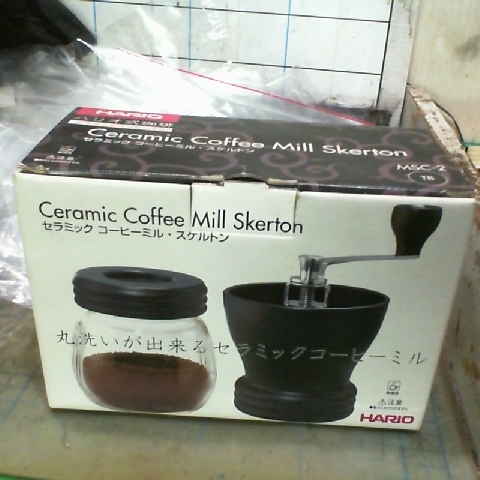 HARIO
Ceramic Coffee Mill Skerton
セラミック コーヒーミル・スケルトン
MSC-2
TB
Ceramic Coffee Mill Skerton
セラミック コーヒーミル・スケルトン
丸洗いが出来るセラミックコーヒーミル
HARIO